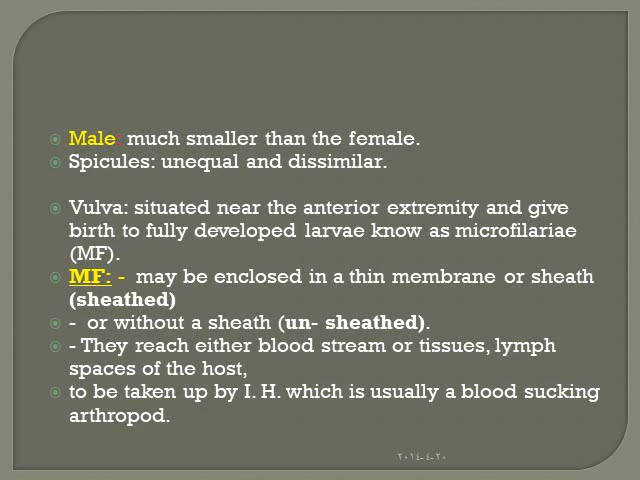 Male: much smaller than the female.
Spicules: unequal and dissimilar.
Vulva: situated near the anterior extremity and give
birth to fully developed larvae know as microfilariae
(MF).
MF: - may be enclosed in a thin membrane or sheath
(sheathed)
- or without a sheath (un- sheathed).
- They reach either blood stream or tissues, lymph
spaces of the host,
to be taken up by I. H. which is usually a blood sucking
arthropod.
٢٠١٤-٤-٢٠